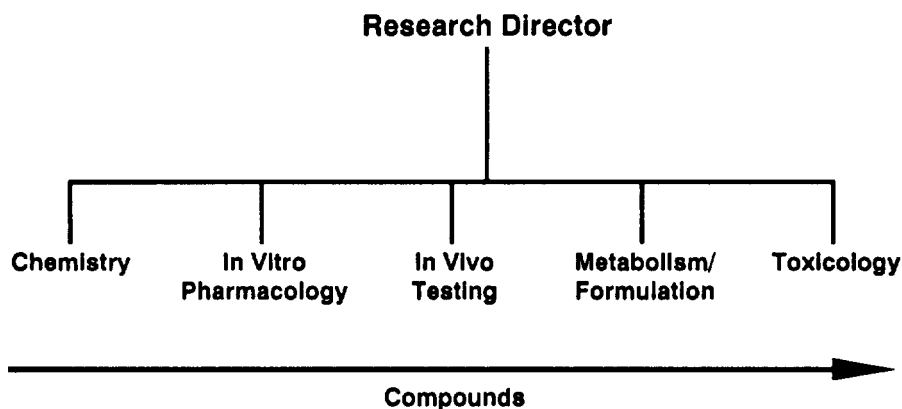 Research Director
Chemistry
In Vitro
Pharmacology
In Vivo
Testing
Metabolism/
Formulation
Toxicology
Compounds